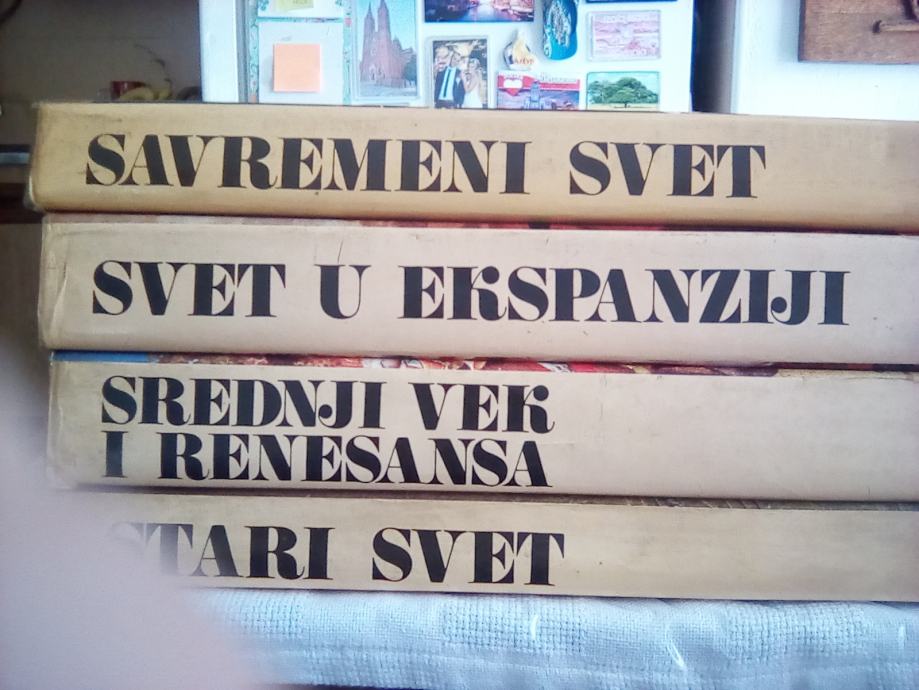 SAVREMENI SVET
SVET U EKSPANZIJI
SREDNJI VEK
I RENESANSA
STARI SVET